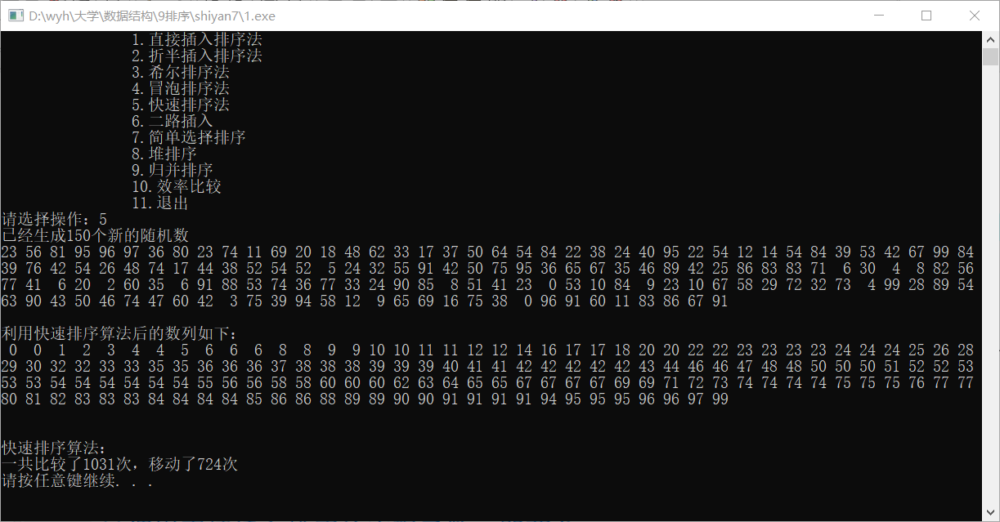 D:\wyh\大学\数据结构\9排序\shiyan7\1.exe
1.直接插入排序法
2.折半插入排序法
3.希尔排序法
4.冒泡排序法
5.快速排序法
6.二路插入
7.简单选择排序
8.堆排序
9.归并排序
10.效率比较
11.退出
请选择操作：5
已经生成150个新的随机数
23 56 81 95 96 97 36 80 23 74 11 69 20 18 48 62 33 17 37 50 64 54 84 22 38 24 40 95 22 54 12 14 54 84 39 53 42 67 99 84
39 76 42 54 26 48 74 17 44 38 52 54 52 5 24 32 55 91 42 50 75 95 36 65 67 35 46 89 42 25 86 83 83 71 6 30 4 8 82 56
77 41 6 20 2 60 35 6 91 88 53 74 36 77 33 24 90 85 8 51 41 23 0 53 10 84 9 23 10 67 58 29 72 32 73 4 99 28 89 54
63 90 43 50 46 74 47 60 42 3 75 39 94 58 12 9 65 69 16 75 38 0 96 91 60 11 83 86 67 91
利用快速排序算法后的数列如下：
0 0 1 2 3 4 4 5 6 6 6 8 8 9 9 10 10 11 11 12 12 14 16 17 17 18 20 20 22 22 23 23 23 23 24 24 24 25 26 28
29 30 32 32 33 33 35 35 36 36 36 37 38 38 38 39 39 39 40 41 41 42 42 42 42 42 43 44 46 46 47 48 48 50 50 50 51 52 52 53
53 53 54 54 54 54 54 54 55 56 56 58 58 60 60 60 62 63 64 65 65 67 67 67 67 69 69 71 72 73 74 74 74 74 75 75 75 76 77 77
80 81 82 83 83 83 84 84 84 84 85 86 86 88 89 89 90 90 91 91 91 91 94 95 95 95 96 96 97 99
快速排序算法：
一共比较了1031次，移动了724次
请按任意键继续. . .